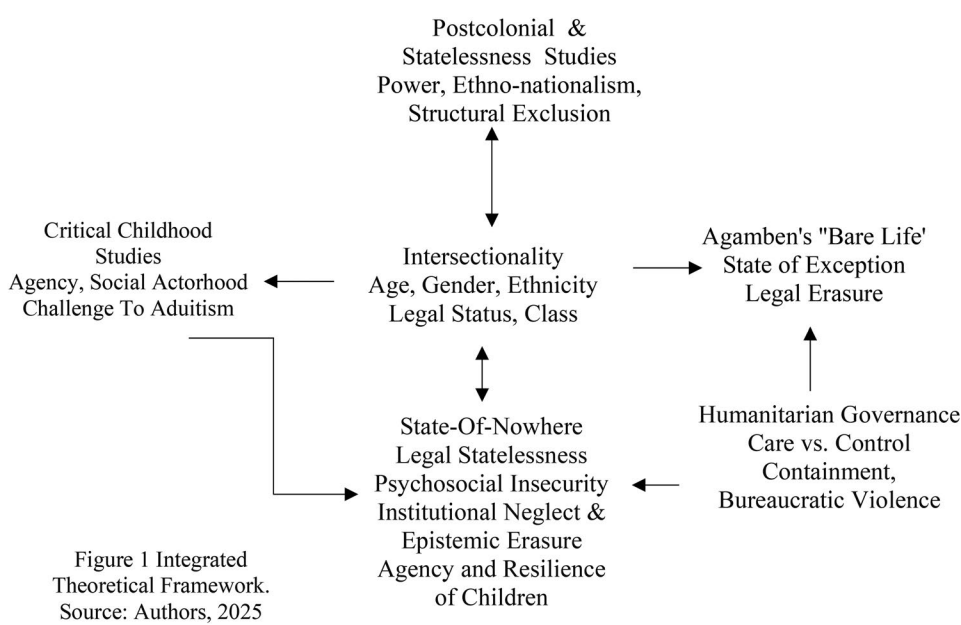 Postcolonial &
Statelessness Studies
Power, Ethno-nationalism,
Structural Exclusion
Critical Childhood
Studies
Agency, Social Actorhood
Challenge To Aduitism
Intersectionality
Age, Gender, Ethnicity
Legal Status, Class
Agamben's "Bare Life'
State of Exception
Legal Erasure
State-Of-Nowhere
Legal Statelessness
Psychosocial Insecurity
Institutional Neglect &
Epistemic Erasure
Agency and Resilience
of Children
Humanitarian Governance
Care vs. Control
Containment,
Bureaucratic Violence
Figure 1 Integrated
Theoretical Framework.
Source: Authors, 2025